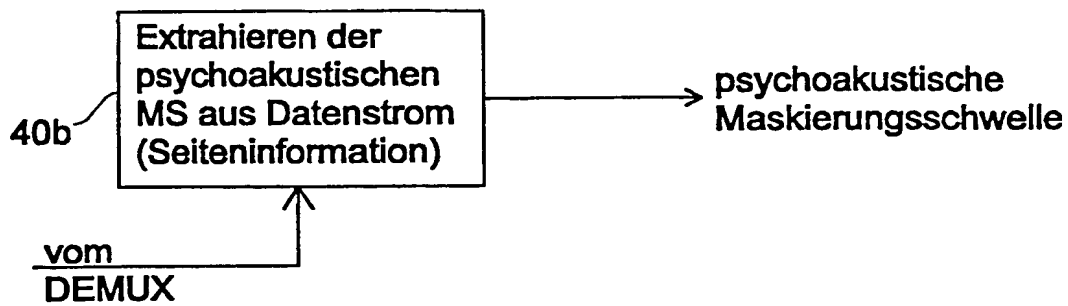 Extrahieren der
psychoakustischen
MS aus Datenstrom
(Seiteninformation)
40b
psychoakustische
Maskierungsschwelle
vom
DEMUX